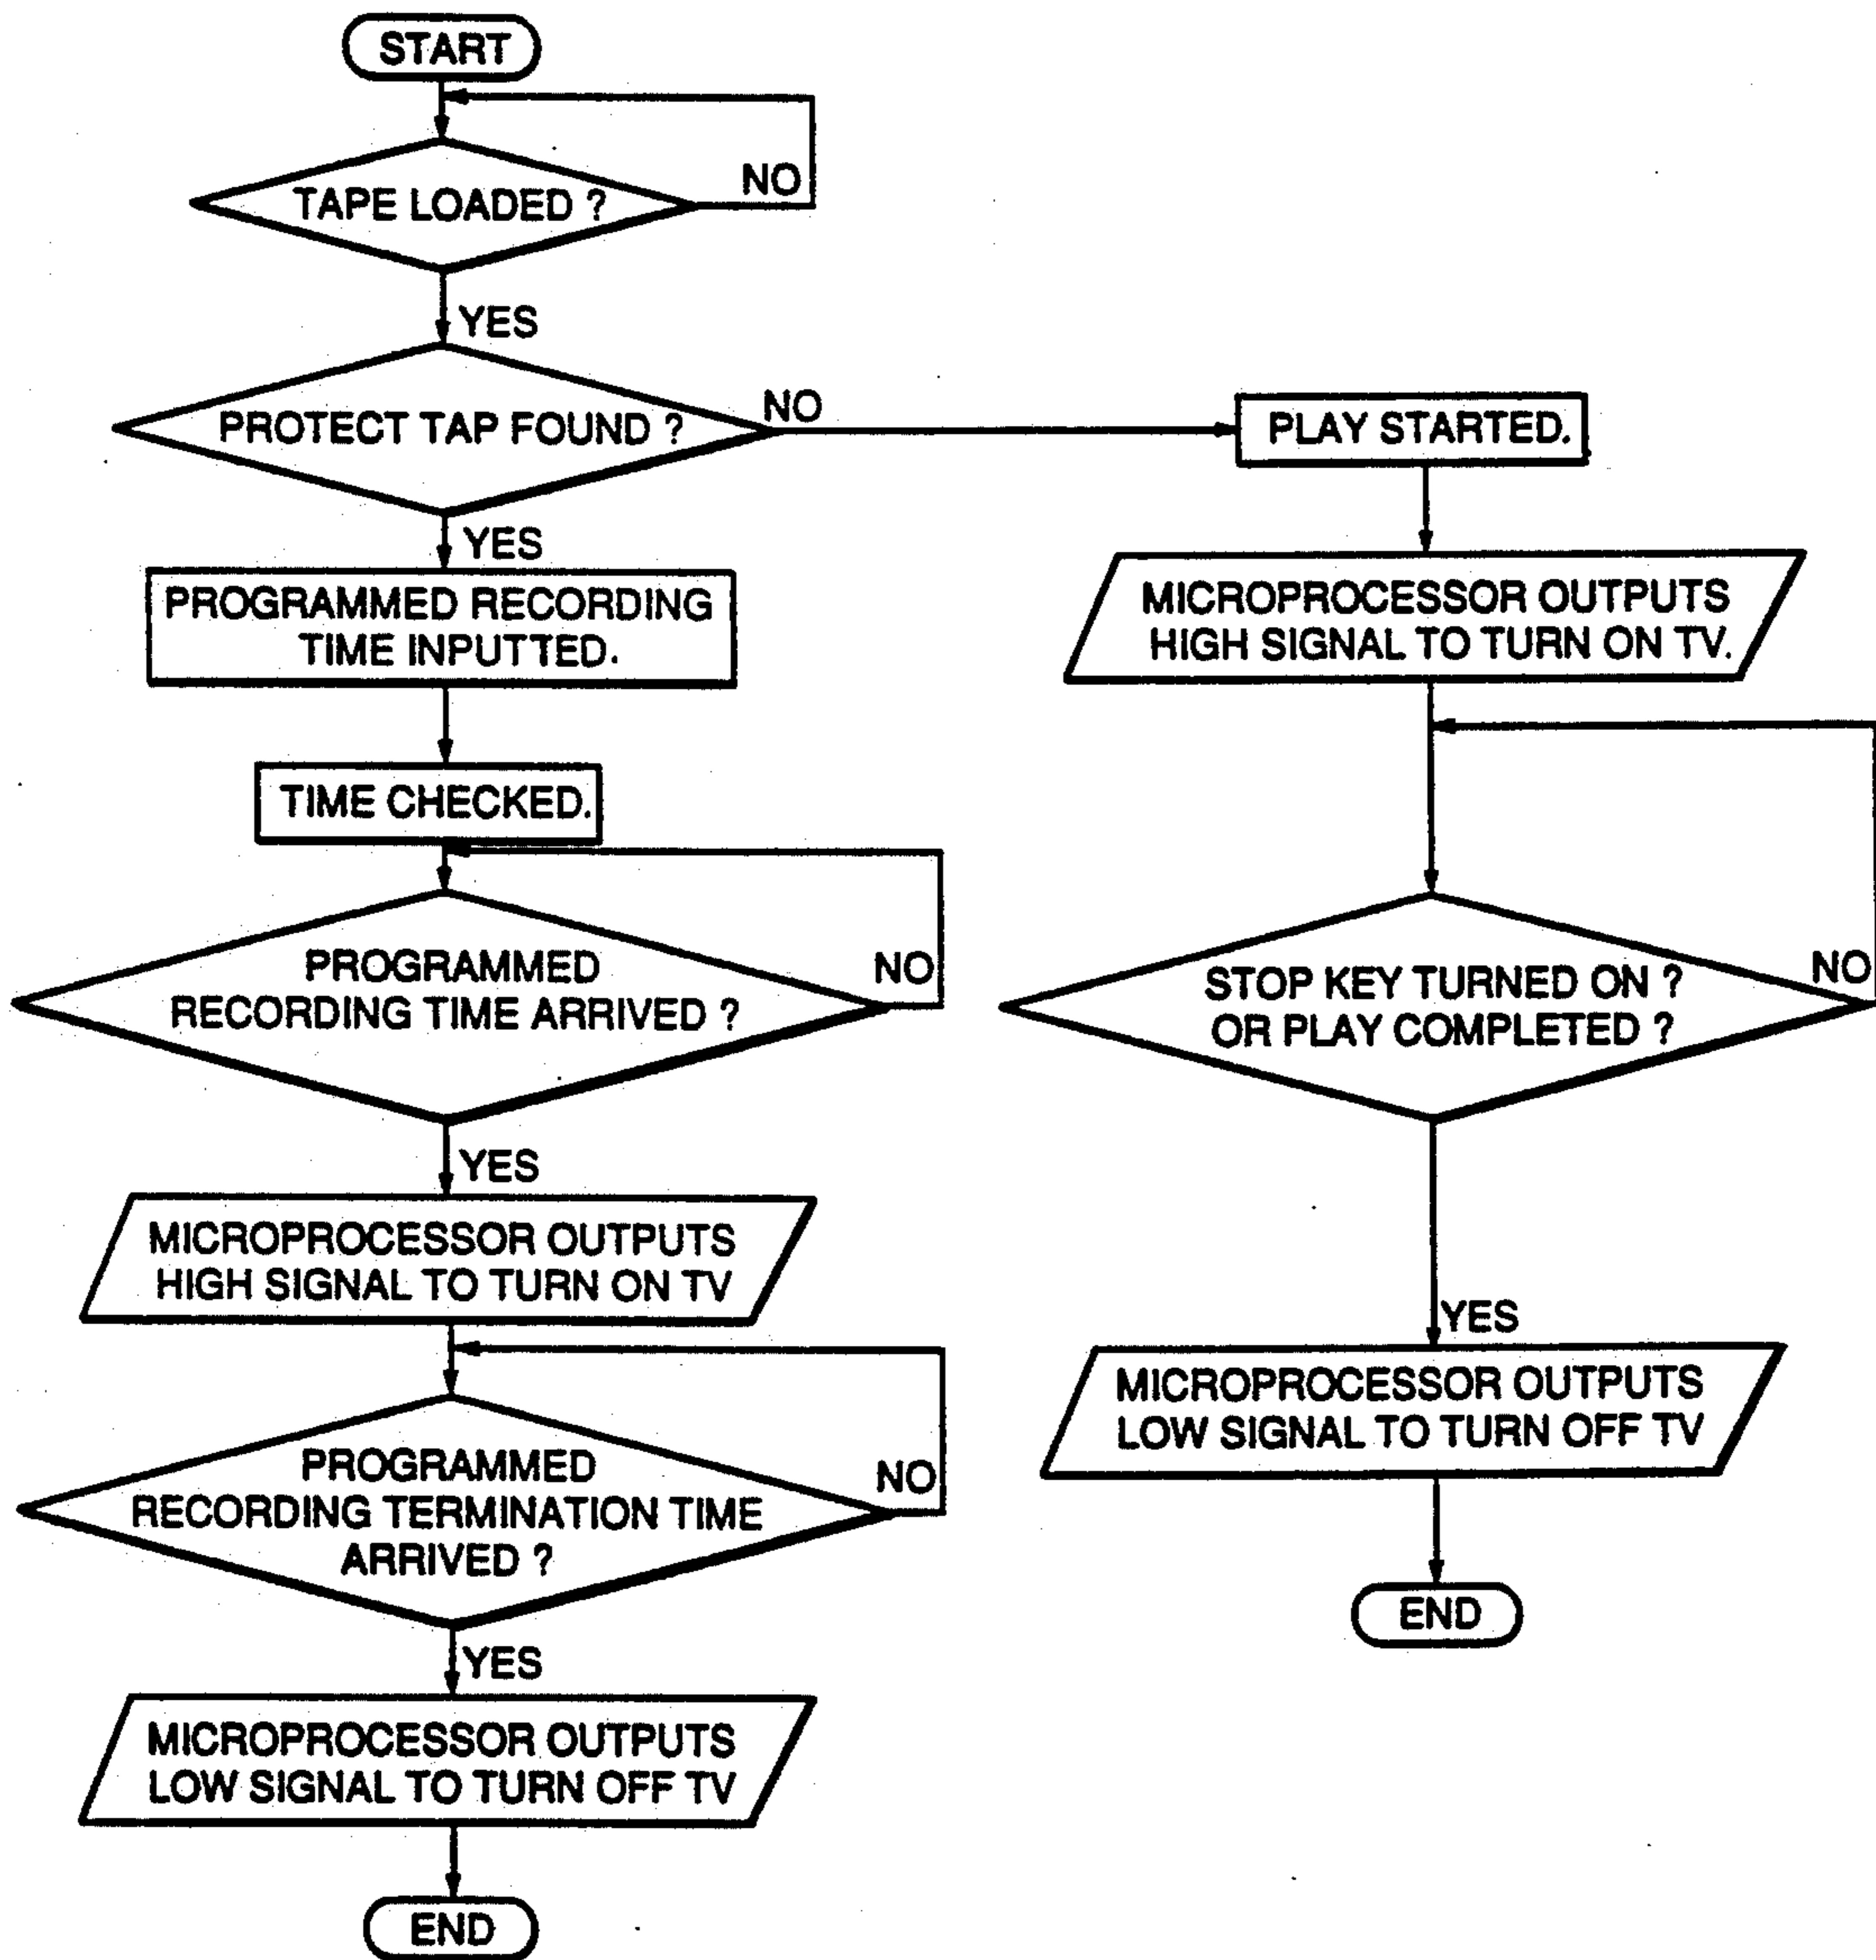 START
TAPE LOADED ?
NO
YES
PROTECT TAP FOUND ?
NO
YES
PROGRAMMED RECORDING
TIME INPUTTED.
TIME CHECKED.
PROGRAMMED
RECORDING TIME ARRIVED ?
NO
YES
MICROPROCESSOR OUTPUTS
HIGH SIGNAL TO TURN ON TV
PROGRAMMED
RECORDING TERMINATION TIME
ARRIVED ?
NO
YES
MICROPROCESSOR OUTPUTS
LOW SIGNAL TO TURN OFF TV
END
PLAY STARTED.
MICROPROCESSOR OUTPUTS
HIGH SIGNAL TO TURN ON TV.
STOP KEY TURNED ON ?
OR PLAY COMPLETED ?
NO
YES
MICROPROCESSOR OUTPUTS
LOW SIGNAL TO TURN OFF TV
END